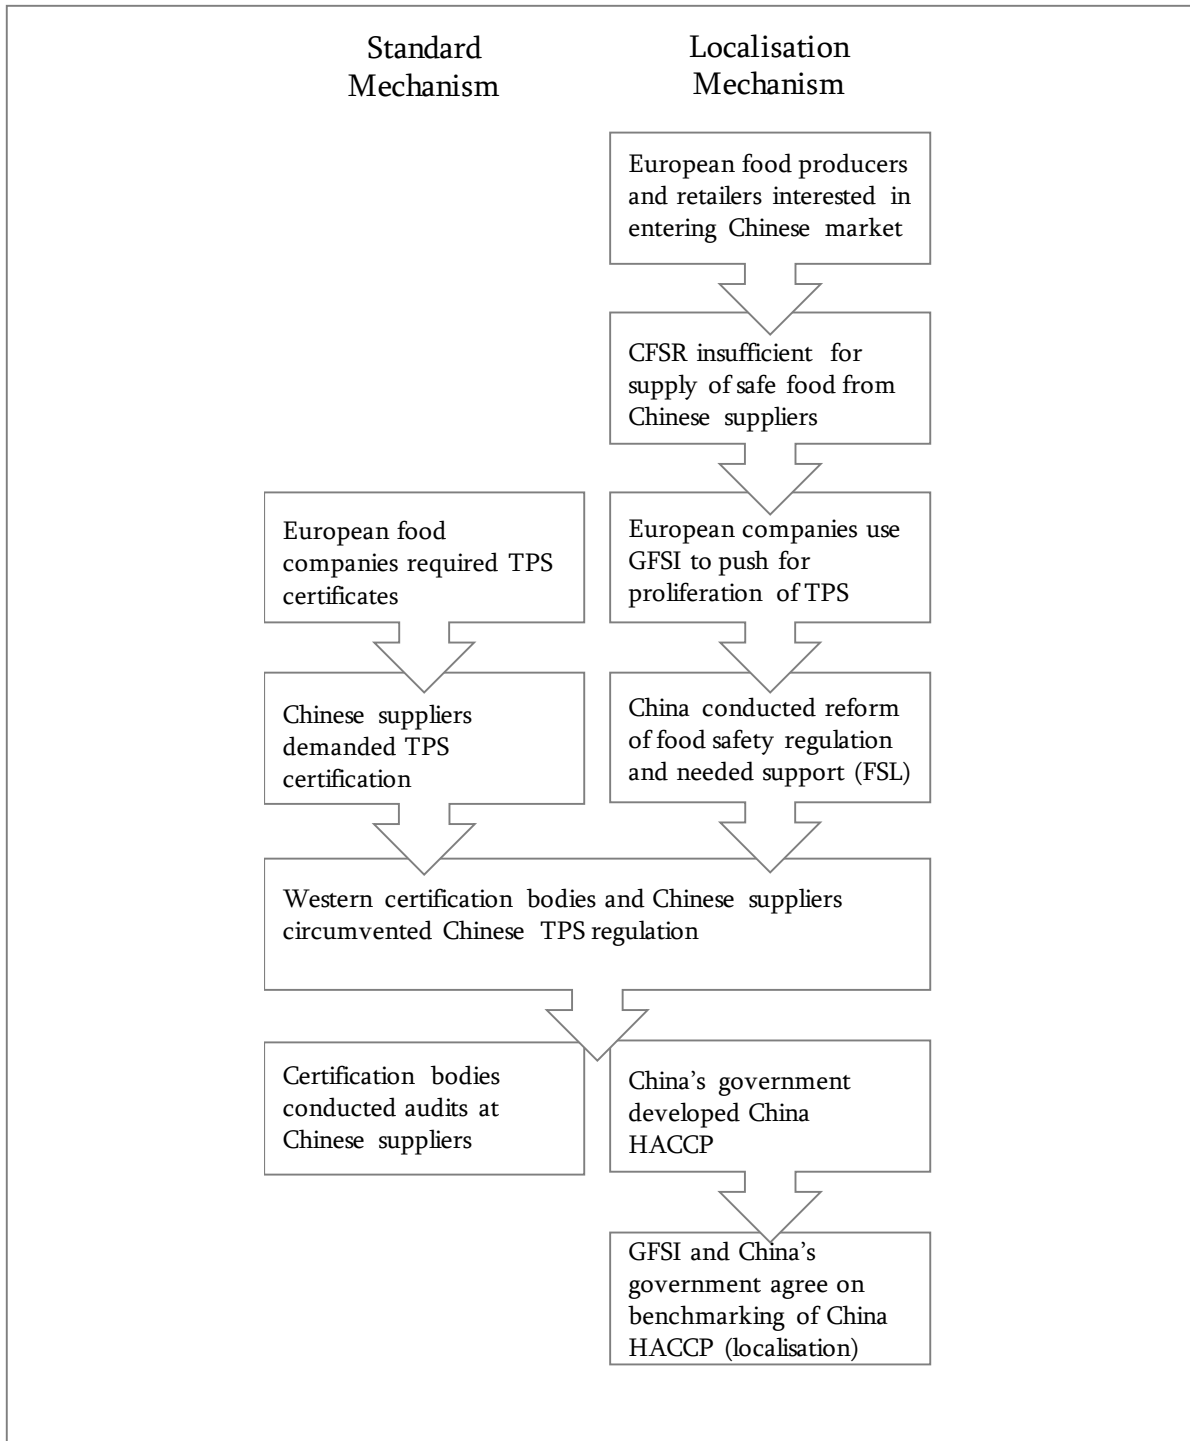 Standard
Mechanism
Localisation
Mechanism
European food producers
and retailers interested in
entering Chinese market
CFSR insufficient for
supply of safe food from
Chinese suppliers
European food
companies required TPS
certificates
European companies use
GFSI to push for
proliferation of TPS
Chinese suppliers
demanded TPS
certification
China conducted reform
of food safety regulation
and needed support (FSL)
Western certification bodies and Chinese suppliers
circumvented Chinese TPS regulation
Certification bodies
conducted audits at
Chinese suppliers
China’s government
developed China
HACCP
GFSI and China’s
government agree on
benchmarking of China
HACCP (localisation)